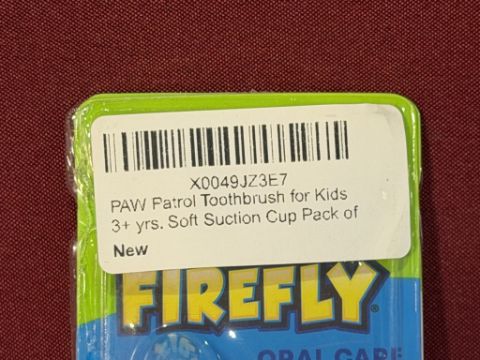 X0049JZ3E7
PAW Patrol Toothbrush for Kids
3+ yrs. Soft Suction Cup Pack of
New
FIREFLY®
ORAL CARE